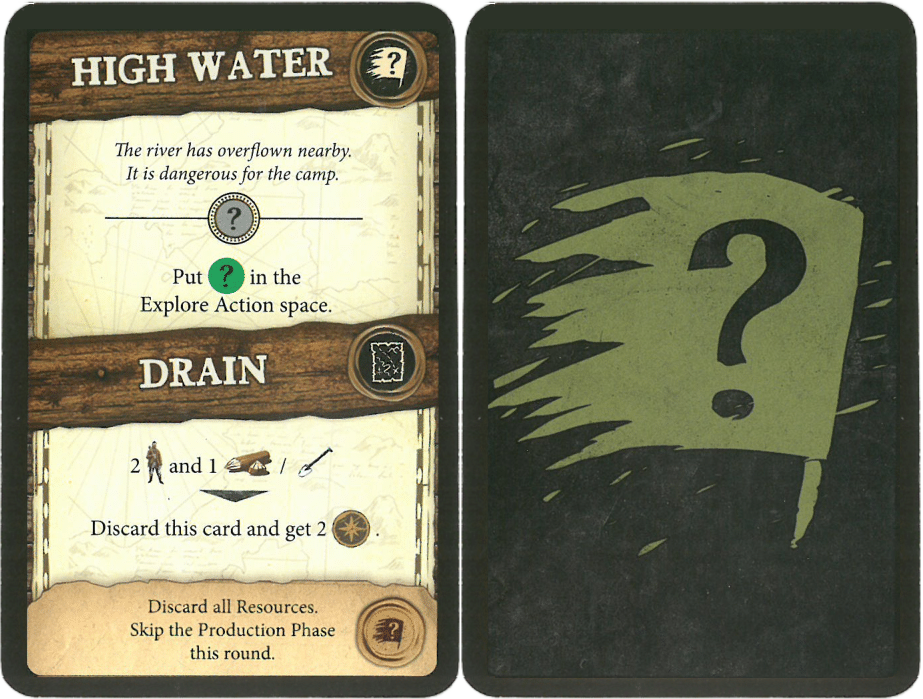 HIGH WATER
?
The river has overflown nearby.
It is dangerous for the camp.
?
Put ? in the
Explore Action space.
DRAIN
2 and 1 /
Discard this card and get 2 .
Discard all Resources.
Skip the Production Phase
this round.
?
?